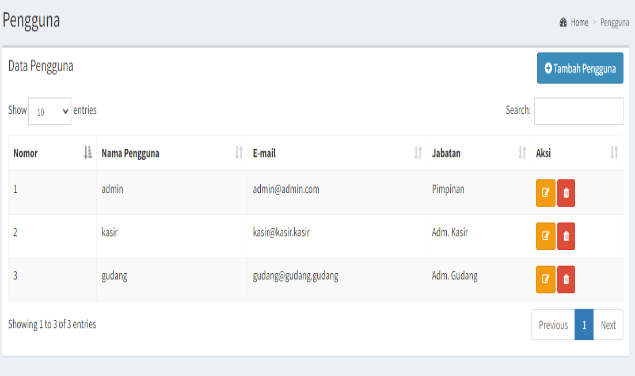 Pengguna
Home > Pengguna
Data Pengguna
Tambah Pengguna
Show 10 entries
Search:
Nomor Nama Pengguna E-mail Jabatan Aksi
1 admin admin@admin.com Pimpinan
2 kasir kasir@kasir.kasir Adm. Kasir
3 gudang gudang@gudang.gudang Adm. Gudang
Showing 1 to 3 of 3 entries
Previous 1 Next